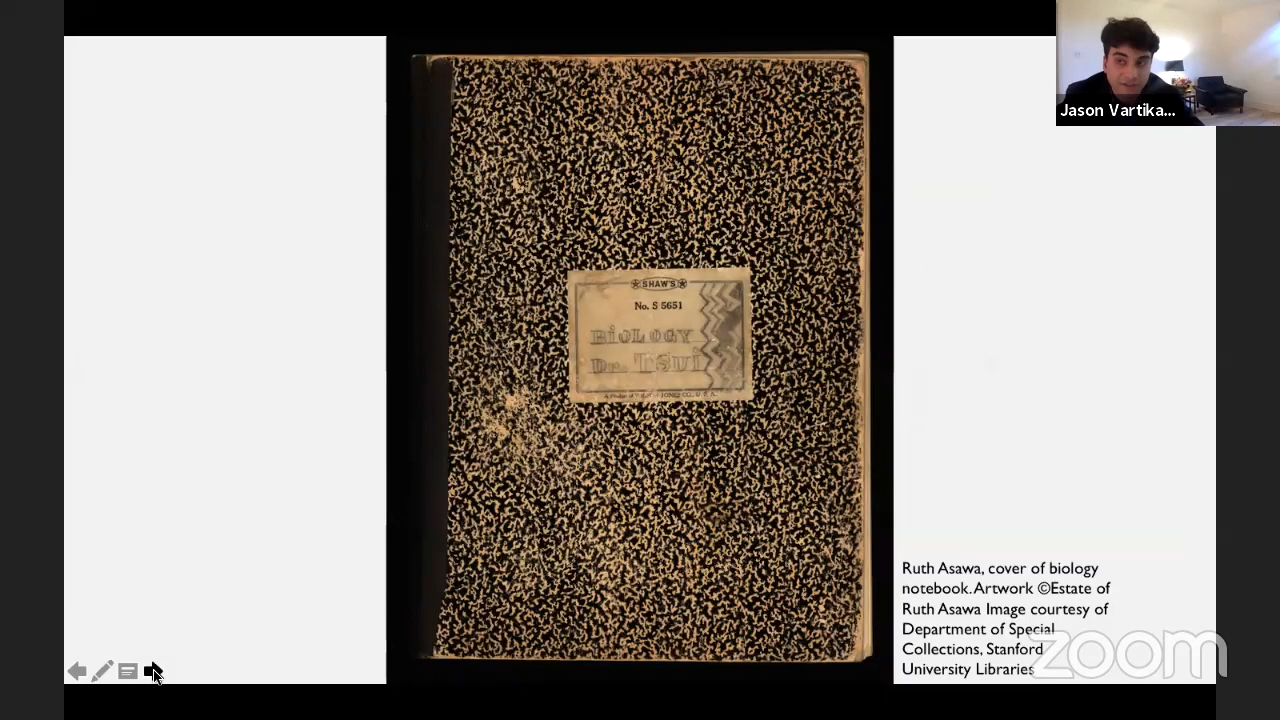 Jason Vartika...
SHAW'S
No. S 5651
BiOLOGY
Dr. TSUi
Ruth Asawa, cover of biology
notebook. Artwork ©Estate of
Ruth Asawa Image courtesy of
Department of Special
Collections, Stanford
University Libraries
zoom